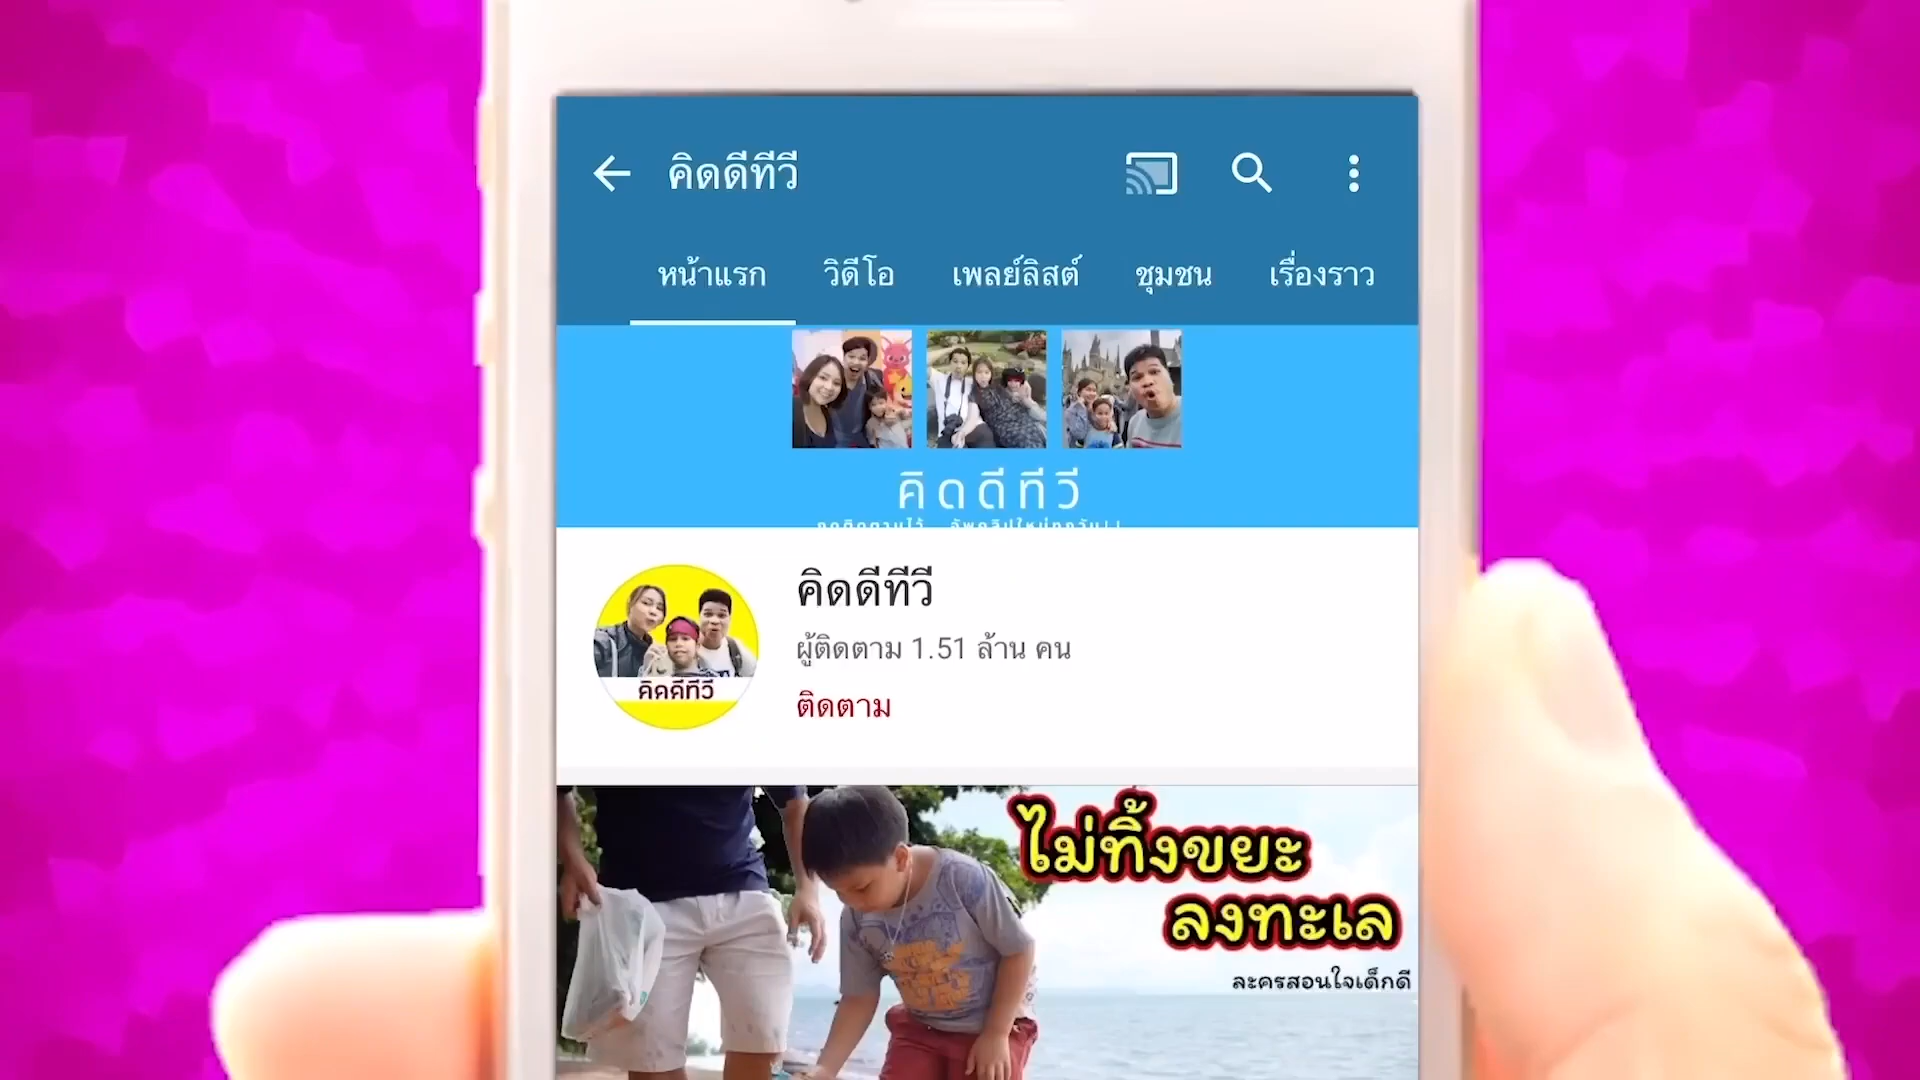 คิดดีทีวี
หน้าแรก วิดีโอ เพลย์ลิสต์ ชุมชน เรื่องราว
คิดดีทีวี
คิดดีทีวี
ผู้ติดตาม 1.51 ล้าน คน
ติดตาม
คิดดีทีวี
ไม่ทิ้งขยะ
ลงทะเล
ละครสอนใจเด็กดี